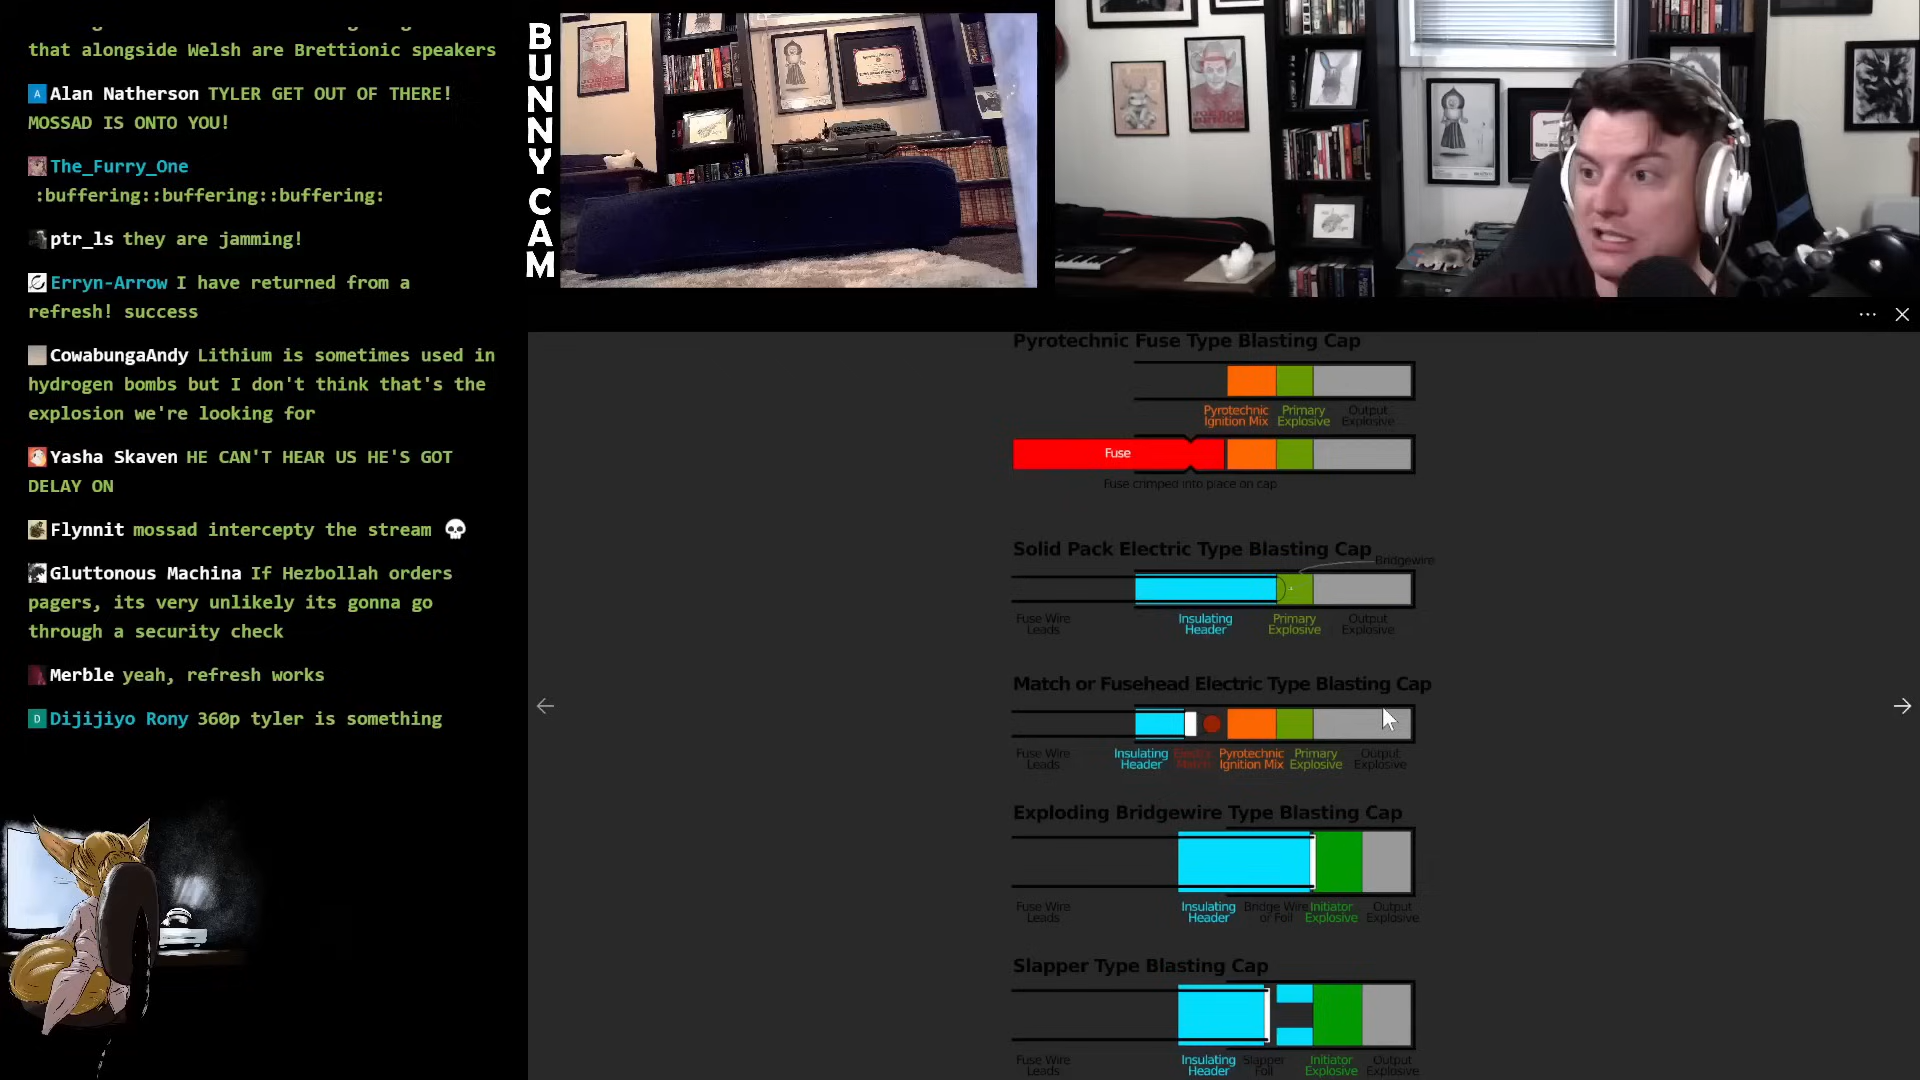 that alongside Welsh are Brettionic speakers
A Alan Natherson TYLER GET OUT OF THERE!
MOSSAD IS ONTO YOU!
The_Furry_One
:buffering::buffering::buffering:
ptr_ls they are jamming!
Erryn-Arrow I have returned from a
refresh! success
CowabungaAndy Lithium is sometimes used in
hydrogen bombs but I don't think that's the
explosion we're looking for
Yasha Skaven HE CAN'T HEAR US HE'S GOT
DELAY ON
Flynnit mossad intercepty the stream 💀
Gluttonous Machina If Hezbollah orders
pagers, its very unlikely its gonna go
through a security check
Merble yeah, refresh works
D Dijijiyo Rony 360p tyler is something
BUNNY CAM
Pyrotechnic Fuse Type Blasting Cap
Pyrotechnic Ignition Mix
Primary Explosive
Output Explosive
Fuse
Fuse crimped into place on cap
Solid Pack Electric Type Blasting Cap
Bridgewire
Fuse Wire Leads
Insulating Header
Primary Explosive
Output Explosive
Match or Fusehead Electric Type Blasting Cap
Fuse Wire Leads
Insulating Header
Electric Match
Pyrotechnic Ignition Mix
Primary Explosive
Output Explosive
Exploding Bridgewire Type Blasting Cap
Fuse Wire Leads
Insulating Header
Bridge Wire or Foil
Initiator Explosive
Output Explosive
Slapper Type Blasting Cap
Fuse Wire Leads
Insulating Header
Slapper Foil
Initiator Explosive
Output Explosive